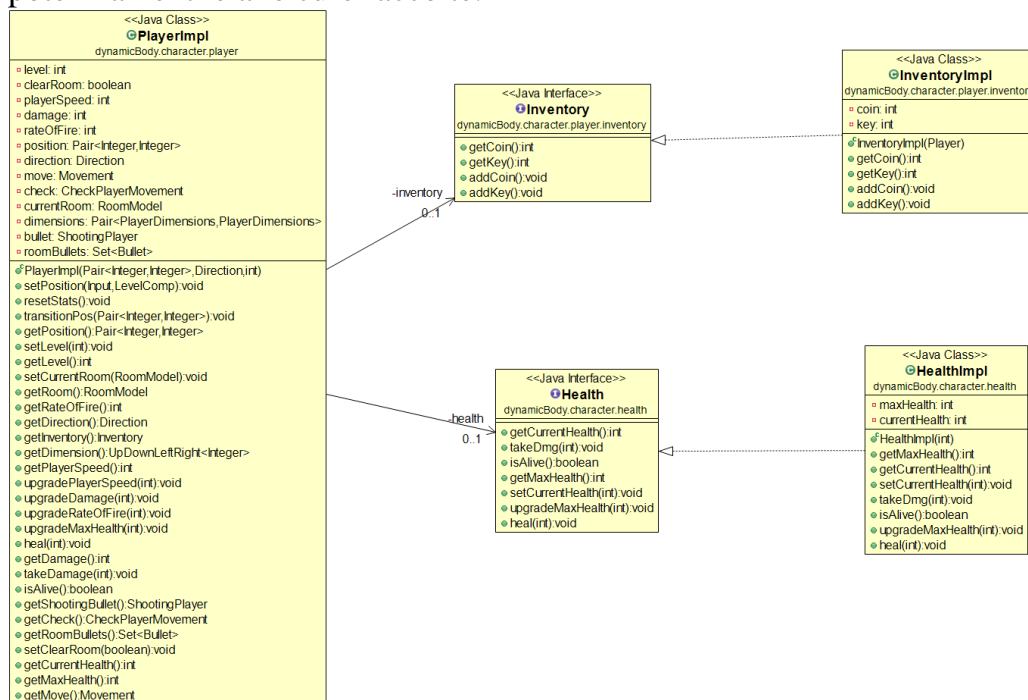 <<Java Class>>
PlayerImpl
dynamicBody.character.player
level: int
clearRoom: boolean
playerSpeed: int
damage: int
rateOfFire: int
position: Pair<Integer,Integer>
direction: Direction
move: Movement
check: CheckPlayerMovement
currentRoom: RoomModel
dimensions: Pair<PlayerDimensions,PlayerDimensions>
bullet: ShootingPlayer
roomBullets: Set<Bullet>
PlayerImpl(Pair<Integer,Integer>,Direction,int)
setPosition(Input,LevelComp):void
resetStats():void
transitionPos(Pair<Integer,Integer>):void
getPosition():Pair<Integer,Integer>
setLevel(int):void
getLevel():int
setCurrentRoom(RoomModel):void
getRoom():RoomModel
getRateOfFire():int
getDirection():Direction
getInventory():Inventory
getDimension():UpDownLeftRight<Integer>
getPlayerSpeed():int
upgradePlayerSpeed(int):void
upgradeDamage(int):void
upgradeRateOfFire(int):void
upgradeMaxHealth(int):void
heal(int):void
getDamage():int
takeDamage(int):void
isAlive():boolean
getShootingBullet():ShootingPlayer
getCheck():CheckPlayerMovement
getRoomBullets():Set<Bullet>
setClearRoom(boolean):void
getCurrentHealth():int
getMaxHealth():int
getMove():Movement
-inventory
0..1
<<Java Interface>>
Inventory
dynamicBody.character.player.inventory
getCoin():int
getKey():int
addCoin():void
addKey():void
<<Java Class>>
InventoryImpl
dynamicBody.character.player.inventor
coin: int
key: int
InventoryImpl(Player)
getCoin():int
getKey():int
addCoin():void
addKey():void
-health
0..1
<<Java Interface>>
Health
dynamicBody.character.health
getCurrentHealth():int
takeDmg(int):void
isAlive():boolean
getMaxHealth():int
setCurrentHealth(int):void
upgradeMaxHealth(int):void
heal(int):void
<<Java Class>>
HealthImpl
dynamicBody.character.health
maxHealth: int
currentHealth: int
HealthImpl(int)
getMaxHealth():int
getCurrentHealth():int
setCurrentHealth(int):void
takeDmg(int):void
isAlive():boolean
upgradeMaxHealth(int):void
heal(int):void